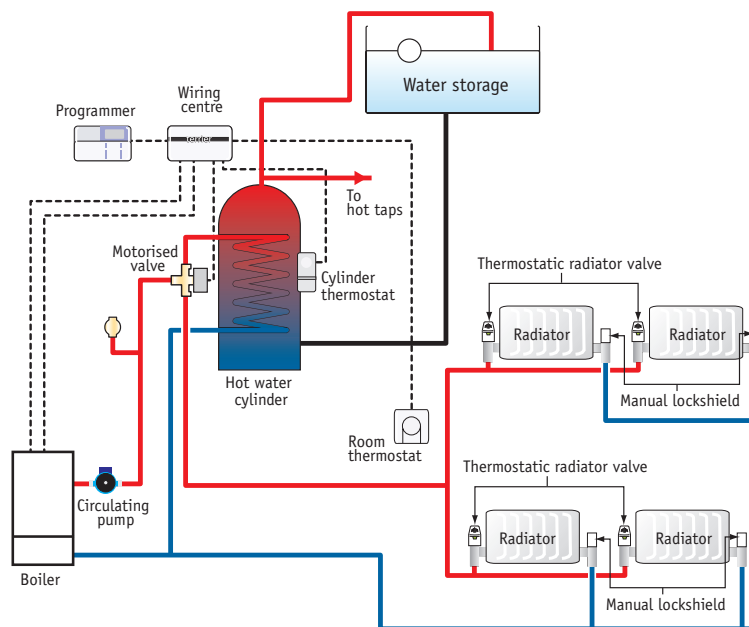 Water storage
Wiring
centre
Programmer
To
hot taps
Motorised
valve
Cylinder
thermostat
Thermostatic radiator valve
Radiator
Radiator
Manual lockshield
Hot water
cylinder
Room
thermostat
Thermostatic radiator valve
Circulating
pump
Radiator
Radiator
Boiler
Manual lockshield